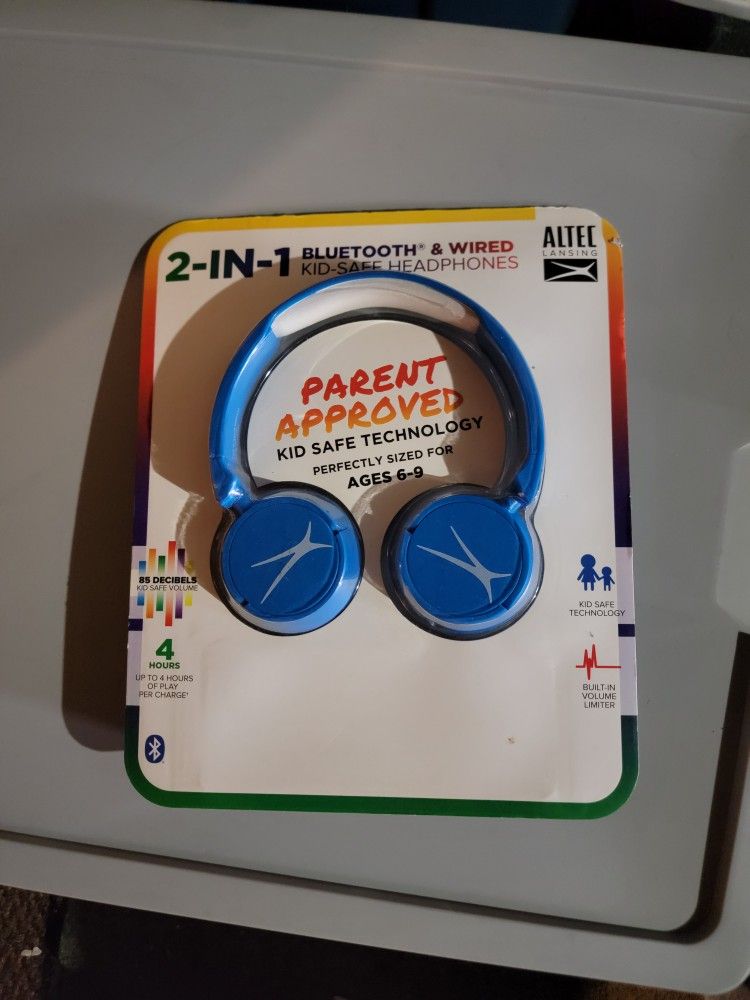 2-IN-1 BLUETOOTH® & WIRED
KID-SAFE HEADPHONES
ALTEC
LANSING
PARENT
APPROVED
KID SAFE TECHNOLOGY
PERFECTLY SIZED FOR
AGES 6-9
85 DECIBELS
KID SAFE VOLUME
4
HOURS
UP TO 4 HOURS
OF PLAY
PER CHARGE†
KID SAFE
TECHNOLOGY
BUILT-IN
VOLUME
LIMITER